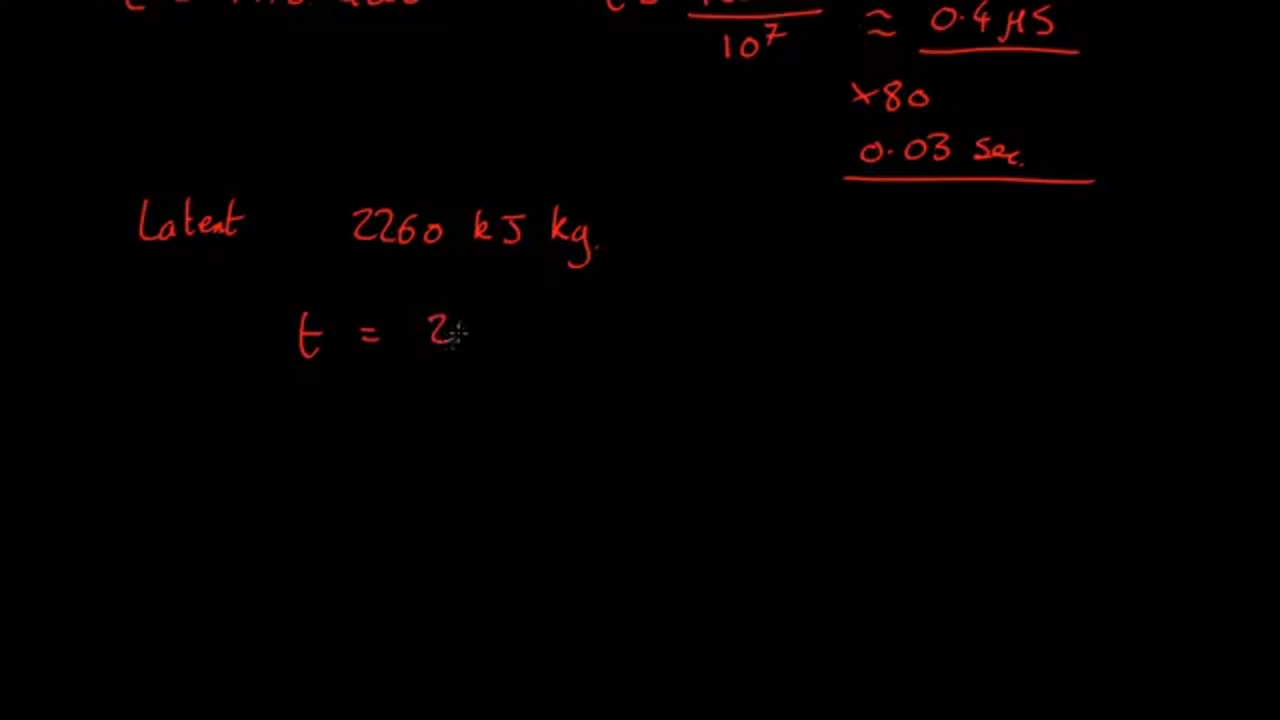 10⁷ ≈ 0.4 μs
×80
0.03 sec.
Latent 2260 kJ kg.
t = 2